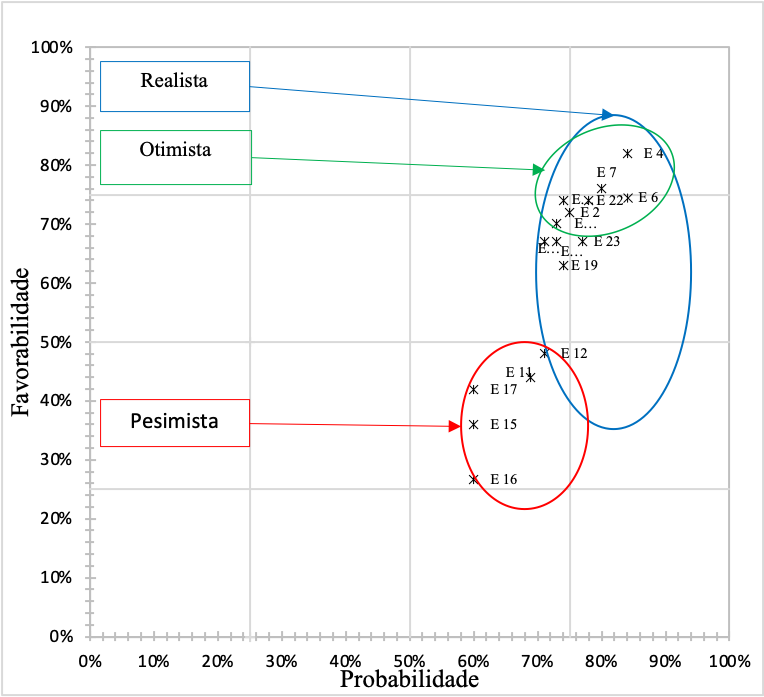 100%
90%
80%
70%
60%
50%
40%
30%
20%
10%
0%
Favorabilidade
Realista
Otimista
Pesimista
E 4
E 7
E 6
E…
E 22
E 2
E…
E 23
E…
E…
E 19
E 12
E 11
E 17
E 15
E 16
0% 10% 20% 30% 40% 50% 60% 70% 80% 90% 100%
Probabilidade